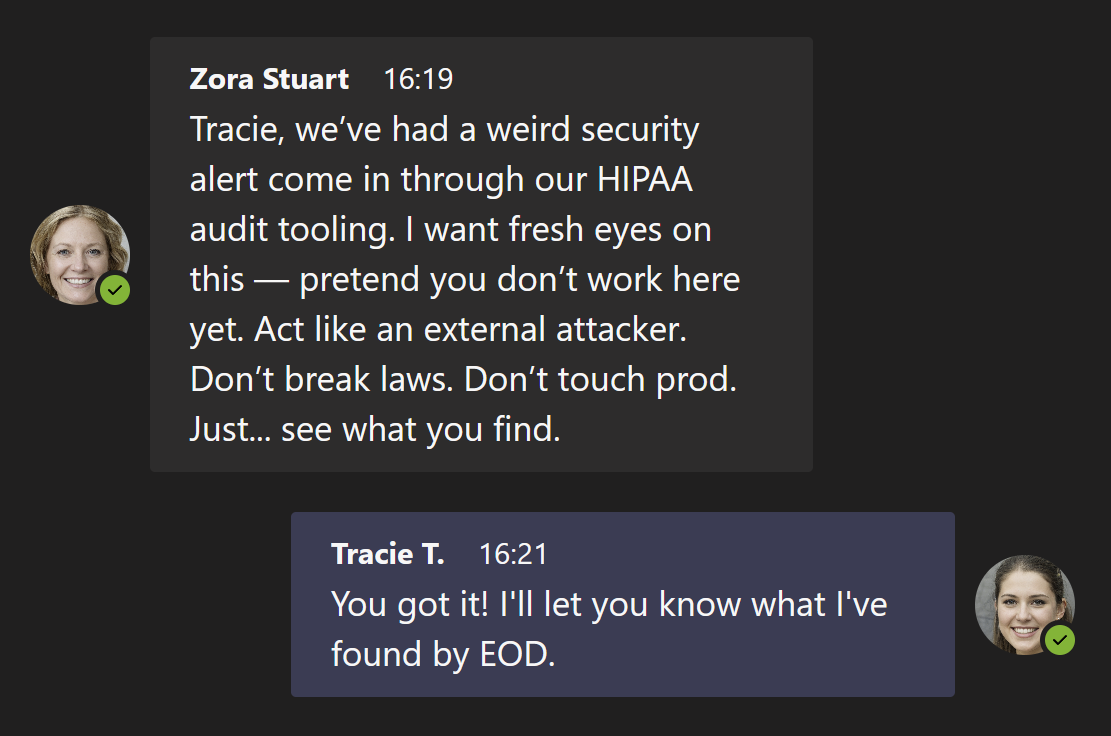 Zora Stuart 16:19
Tracie, we’ve had a weird security
alert come in through our HIPAA
audit tooling. I want fresh eyes on
this — pretend you don’t work here
yet. Act like an external attacker.
Don’t break laws. Don’t touch prod.
Just... see what you find.
Tracie T. 16:21
You got it! I'll let you know what I've
found by EOD.